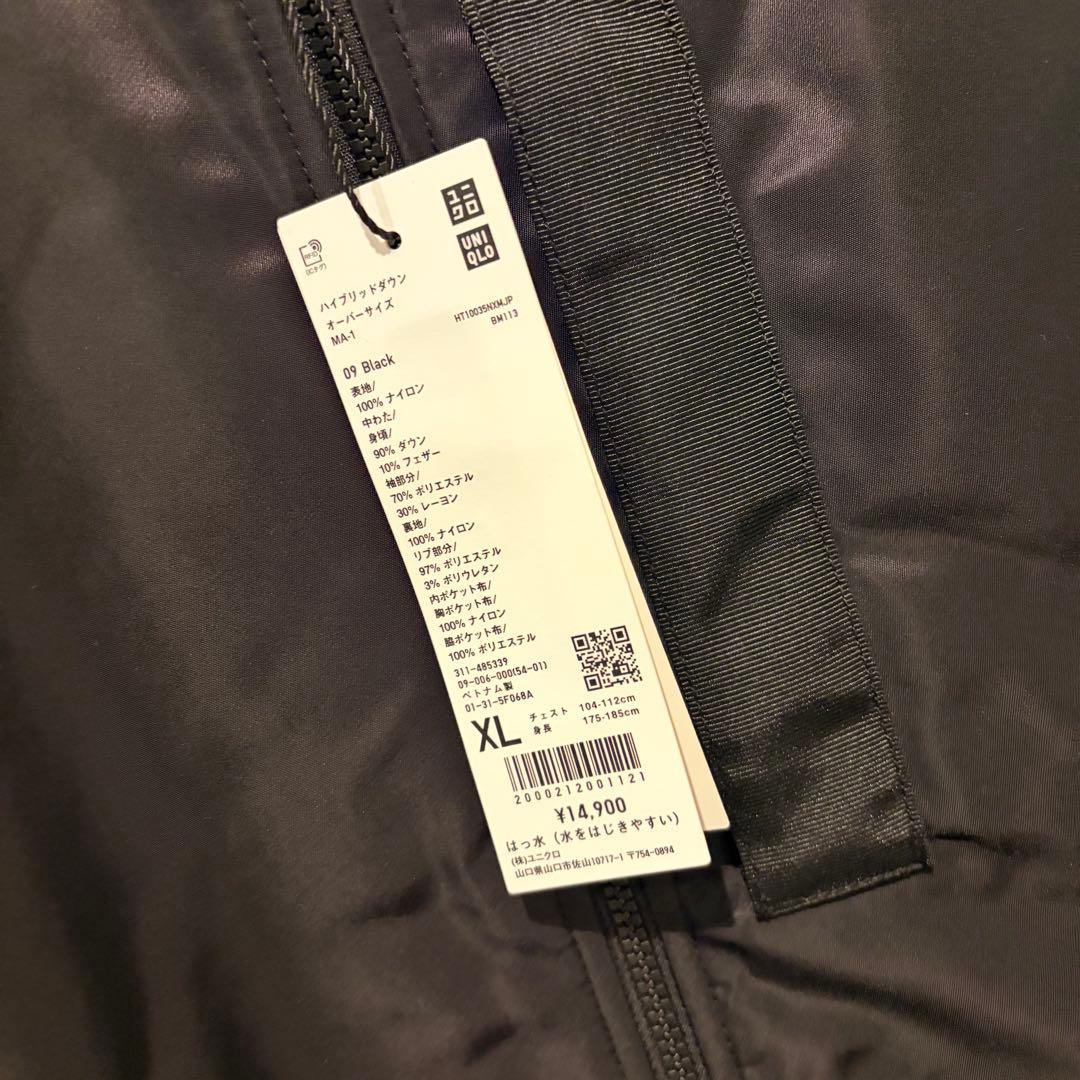 ユニ
クロ
UNI
QLO
RFID
(ICタグ)
ハイブリッドダウン
オーバーサイズ
MA-1
HT10035NXMJP
BM113
09 Black
表地/
100% ナイロン
中わた/
身頃/
90% ダウン
10% フェザー
袖部分/
70% ポリエステル
30% レーヨン
裏地/
100% ナイロン
リブ部分/
97% ポリエステル
3% ポリウレタン
内ポケット布/
胸ポケット布/
100% ナイロン
脇ポケット布/
100% ポリエステル
311-485339
09-006-000(54-01)
ベトナム製
01-31-5F068A
XL チェスト 104-112cm
身長 175-185cm
2000212001121
¥14,900
はっ水 (水をはじきやすい)
(株)ユニクロ
山口県山口市佐山10717-1 〒754-0894